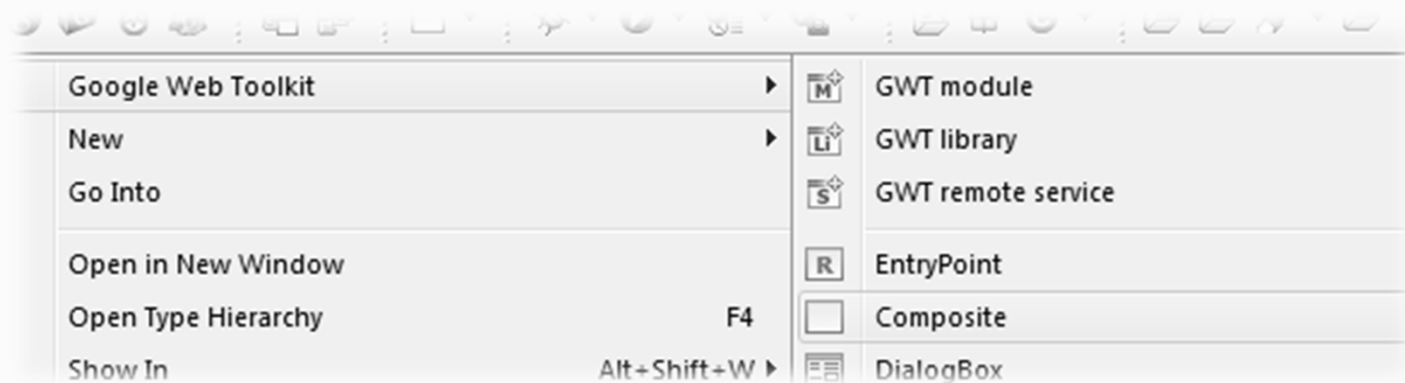 Google Web Toolkit
New
Go Into
Open in New Window
Open Type Hierarchy F4
Show In Alt+Shift+W
GWT module
GWT library
GWT remote service
EntryPoint
Composite
DialogBox